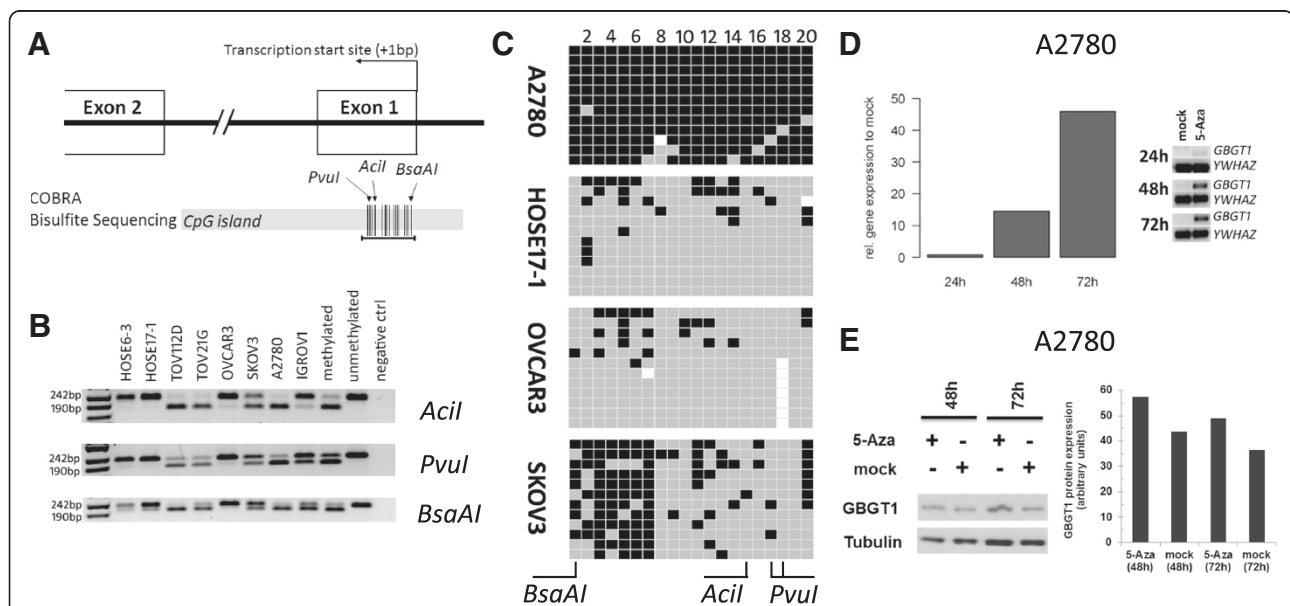 A
Transcription start site (+1bp)
Exon 2
Exon 1
PvuI
AciI
BsaAI
COBRA
Bisulfite Sequencing
CpG island
B
HOSE6-3
HOSE17-1
TOV112D
TOV21G
OVCAR3
SKOV3
A2780
IGROV1
methylated
unmethylated
negative ctrl
242bp
190bp
AciI
242bp
190bp
PvuI
242bp
190bp
BsaAI
C
2 4 6 8 10 12 14 16 18 20
A2780
HOSE17-1
OVCAR3
SKOV3
BsaAI
AciI
PvuI
D
A2780
rel. gene expression to mock
50
40
30
20
10
0
24h
48h
72h
mock
5-Aza
24h
GBGT1
YWHAZ
48h
GBGT1
YWHAZ
72h
GBGT1
YWHAZ
E
A2780
48h
72h
5-Aza + - + -
mock - + - +
GBGT1
Tubulin
GBGT1 protein expression
(arbitrary units)
60
50
40
30
20
10
0
5-Aza
(48h)
mock
(48h)
5-Aza
(72h)
mock
(72h)